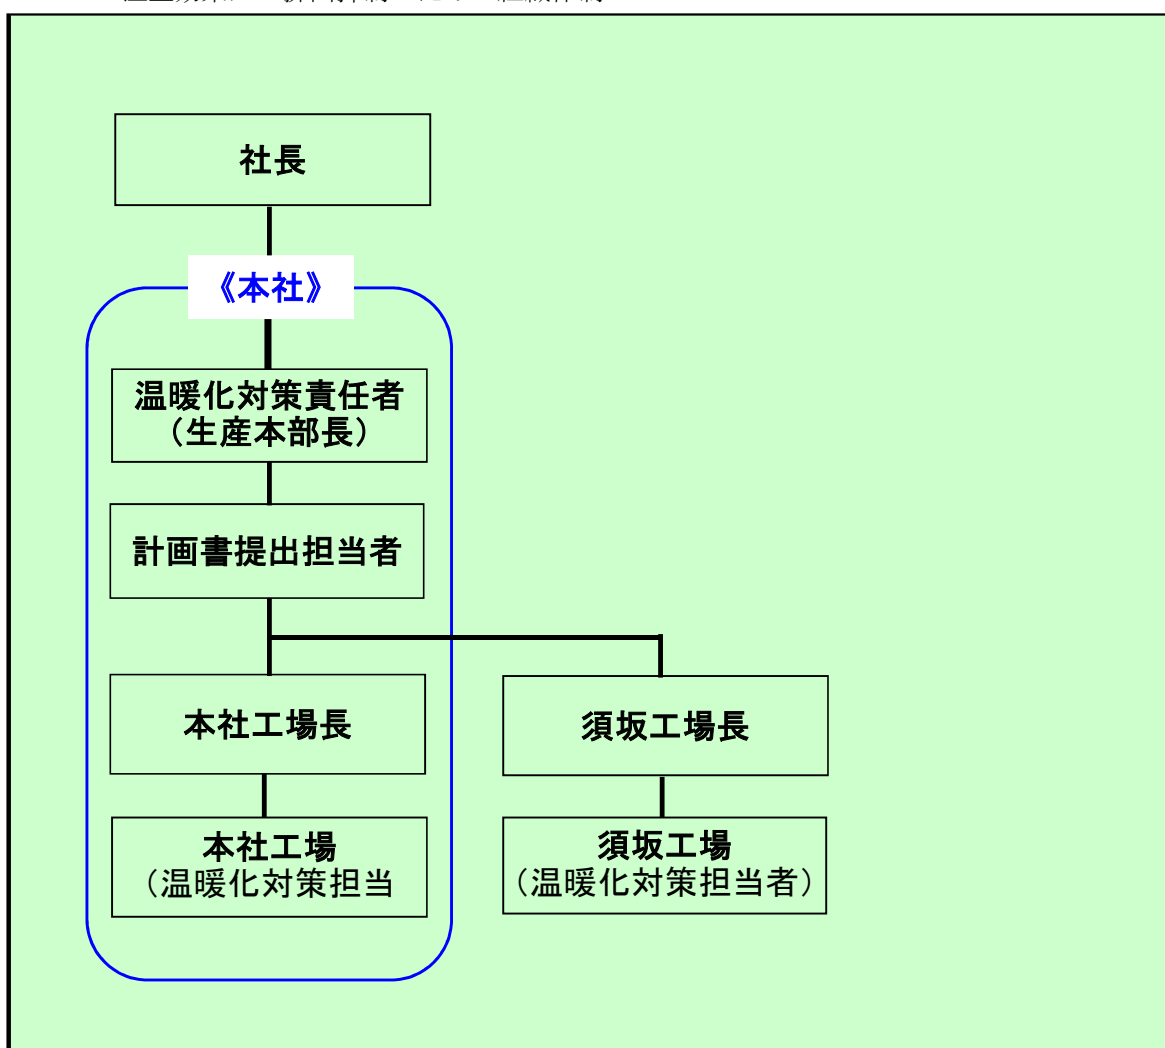 社長
《本社》
温暖化対策責任者
（生産本部長）
計画書提出担当者
本社工場長
須坂工場長
本社工場
（温暖化対策担当
須坂工場
（温暖化対策担当者）